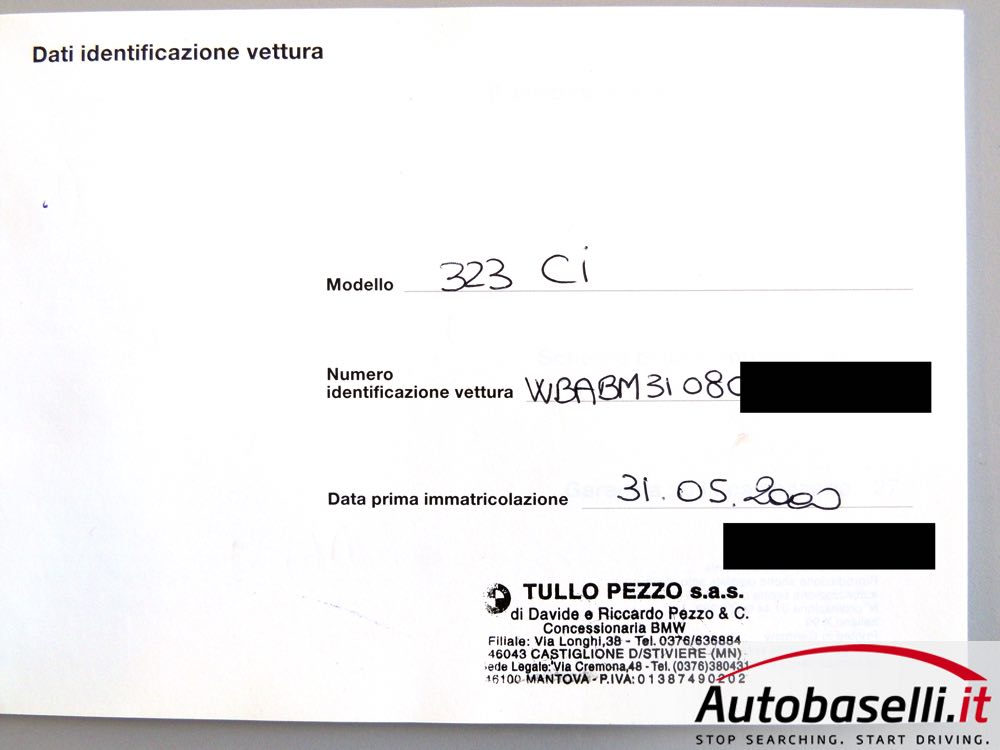 Dati identificazione vettura
Modello 323 Ci
Numero
identificazione vettura WBABM31080
Data prima immatricolazione 31.05.2000
TULLO PEZZO s.a.s.
di Davide e Riccardo Pezzo & C.
Concessionaria BMW
Filiale: Via Longhi,38 - Tel. 0376/636884
46043 CASTIGLIONE D/STIVIERE (MN)
ede Legale: Via Cremona,48 - Tel. (0376)380431
46100 MANTOVA - P.IVA: 01387490202
Autobaselli.it
STOP SEARCHING. START DRIVING.